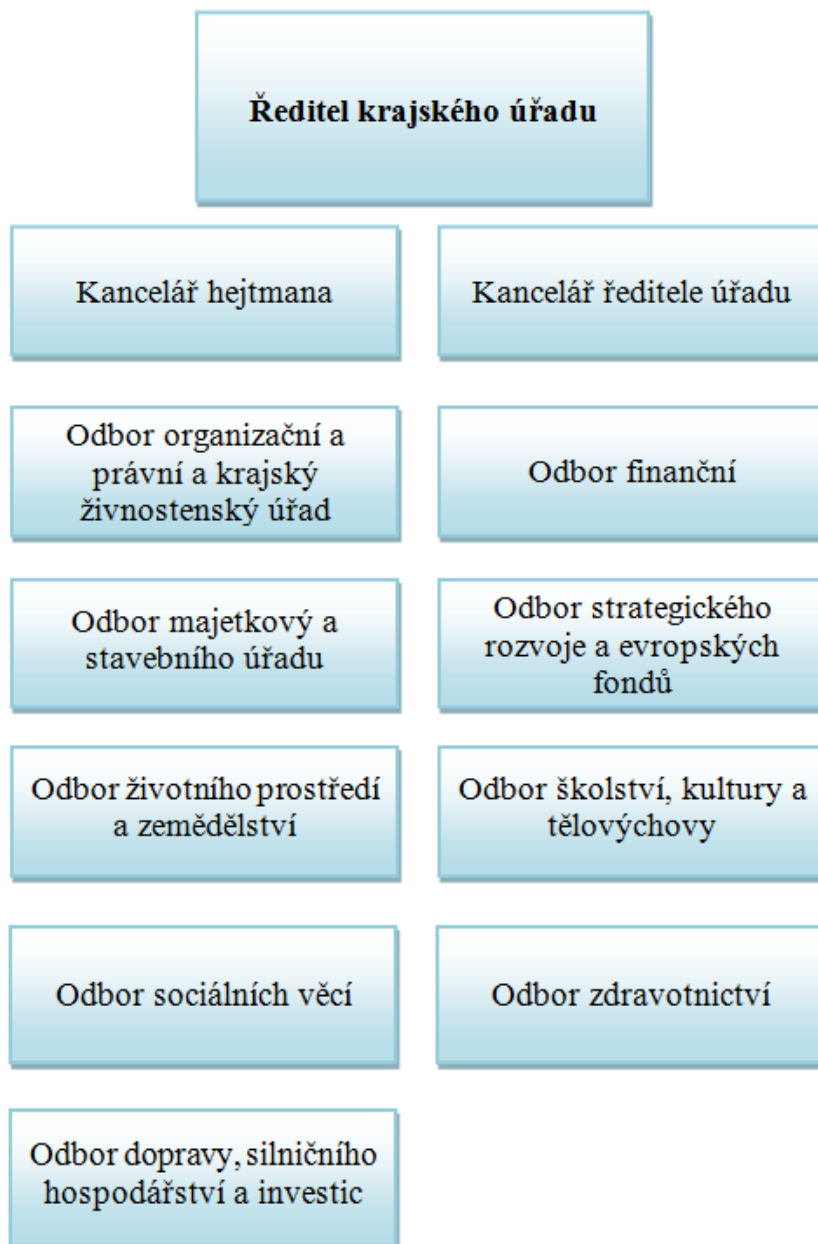 Ředitel krajského úřadu
Kancelář hejtmana
Kancelář ředitele úřadu
Odbor organizační a
právní a krajský
živnostenský úřad
Odbor finanční
Odbor majetkový a
stavebního úřadu
Odbor strategického
rozvoje a evropských
fondů
Odbor životního prostředí
a zemědělství
Odbor školství, kultury a
tělovýchovy
Odbor sociálních věcí
Odbor zdravotnictví
Odbor dopravy, silničního
hospodářství a investic